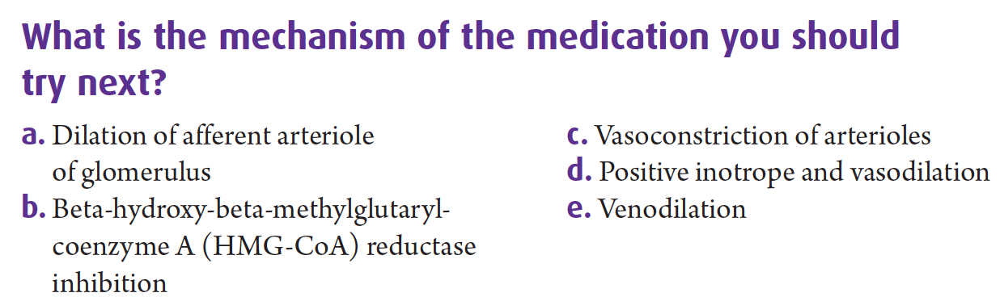 What is the mechanism of the medication you should
try next?
a. Dilation of afferent arteriole
of glomerulus
b. Beta-hydroxy-beta-methylglutaryl-
coenzyme A (HMG-CoA) reductase
inhibition
c. Vasoconstriction of arterioles
d. Positive inotrope and vasodilation
e. Venodilation